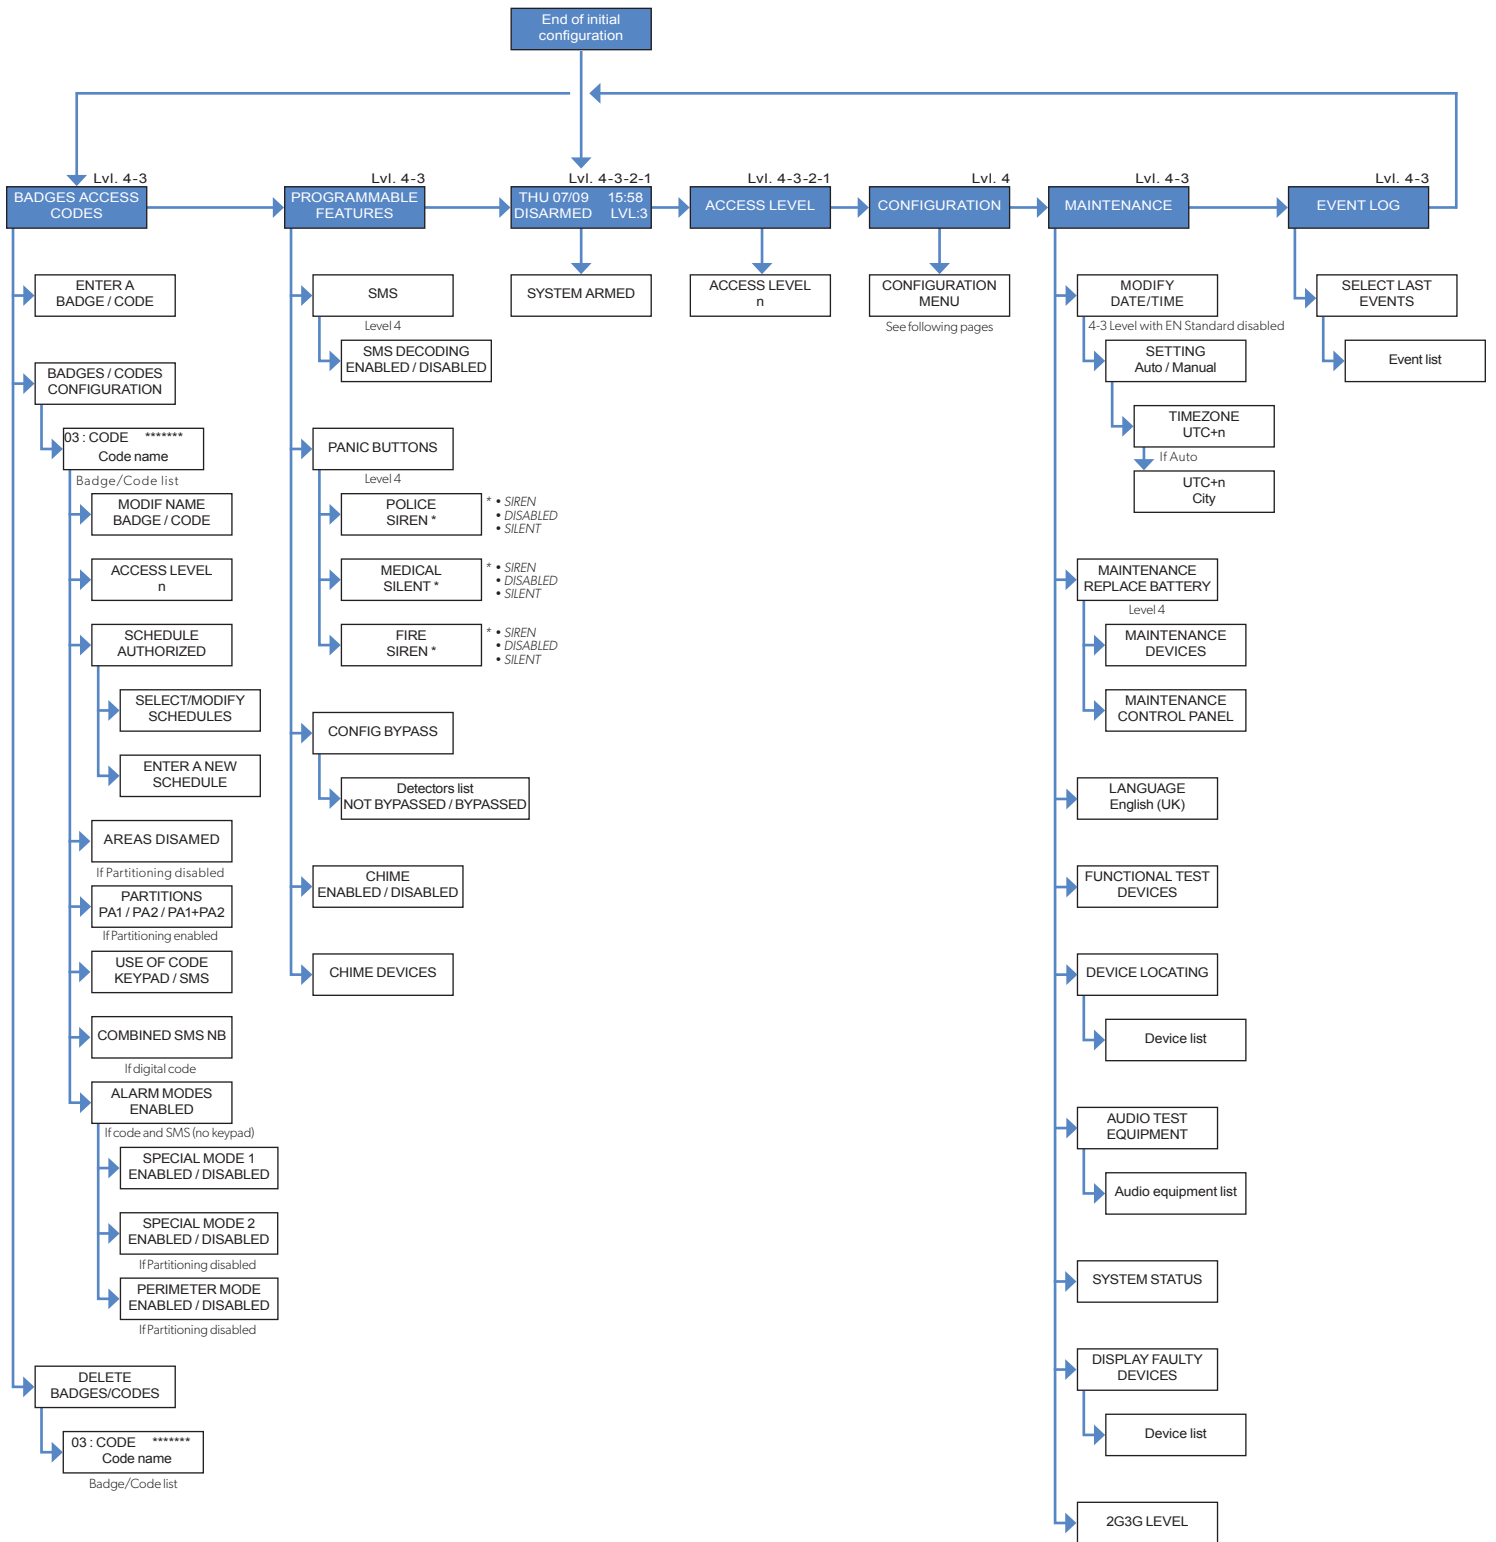 End of initial
configuration
Lvl. 4-3
BADGES ACCESS
CODES
Lvl. 4-3
PROGRAMMABLE
FEATURES
Lvl. 4-3-2-1
THU 07/09 15:58
DISARMED LVL:3
Lvl. 4-3-2-1
ACCESS LEVEL
Lvl. 4
CONFIGURATION
Lvl. 4-3
MAINTENANCE
Lvl. 4-3
EVENT LOG
ENTER A
BADGE / CODE
BADGES / CODES
CONFIGURATION
03 : CODE *******
Code name
Badge/Code list
MODIF NAME
BADGE / CODE
ACCESS LEVEL
n
SCHEDULE
AUTHORIZED
SELECT/MODIFY
SCHEDULES
ENTER A NEW
SCHEDULE
AREAS DISAMED
If Partitioning disabled
PARTITIONS
PA1 / PA2 / PA1+PA2
If Partitioning enabled
USE OF CODE
KEYPAD / SMS
COMBINED SMS NB
If digital code
ALARM MODES
ENABLED
If code and SMS (no keypad)
SPECIAL MODE 1
ENABLED / DISABLED
SPECIAL MODE 2
ENABLED / DISABLED
If Partitioning disabled
PERIMETER MODE
ENABLED / DISABLED
If Partitioning disabled
DELETE
BADGES/CODES
03 : CODE *******
Code name
Badge/Code list
SMS
Level 4
SMS DECODING
ENABLED / DISABLED
PANIC BUTTONS
Level 4
POLICE
SIREN *
* • SIREN
• DISABLED
• SILENT
MEDICAL
SILENT *
* • SIREN
• DISABLED
• SILENT
FIRE
SIREN *
* • SIREN
• DISABLED
• SILENT
CONFIG BYPASS
Detectors list
NOT BYPASSED / BYPASSED
CHIME
ENABLED / DISABLED
CHIME DEVICES
SYSTEM ARMED
ACCESS LEVEL
n
CONFIGURATION
MENU
See following pages
MODIFY
DATE/TIME
4-3 Level with EN Standard disabled
SETTING
Auto / Manual
TIMEZONE
UTC+n
If Auto
UTC+n
City
MAINTENANCE
REPLACE BATTERY
Level 4
MAINTENANCE
DEVICES
MAINTENANCE
CONTROL PANEL
LANGUAGE
English (UK)
FUNCTIONAL TEST
DEVICES
DEVICE LOCATING
Device list
AUDIO TEST
EQUIPMENT
Audio equipment list
SYSTEM STATUS
DISPLAY FAULTY
DEVICES
Device list
2G3G LEVEL
SELECT LAST
EVENTS
Event list